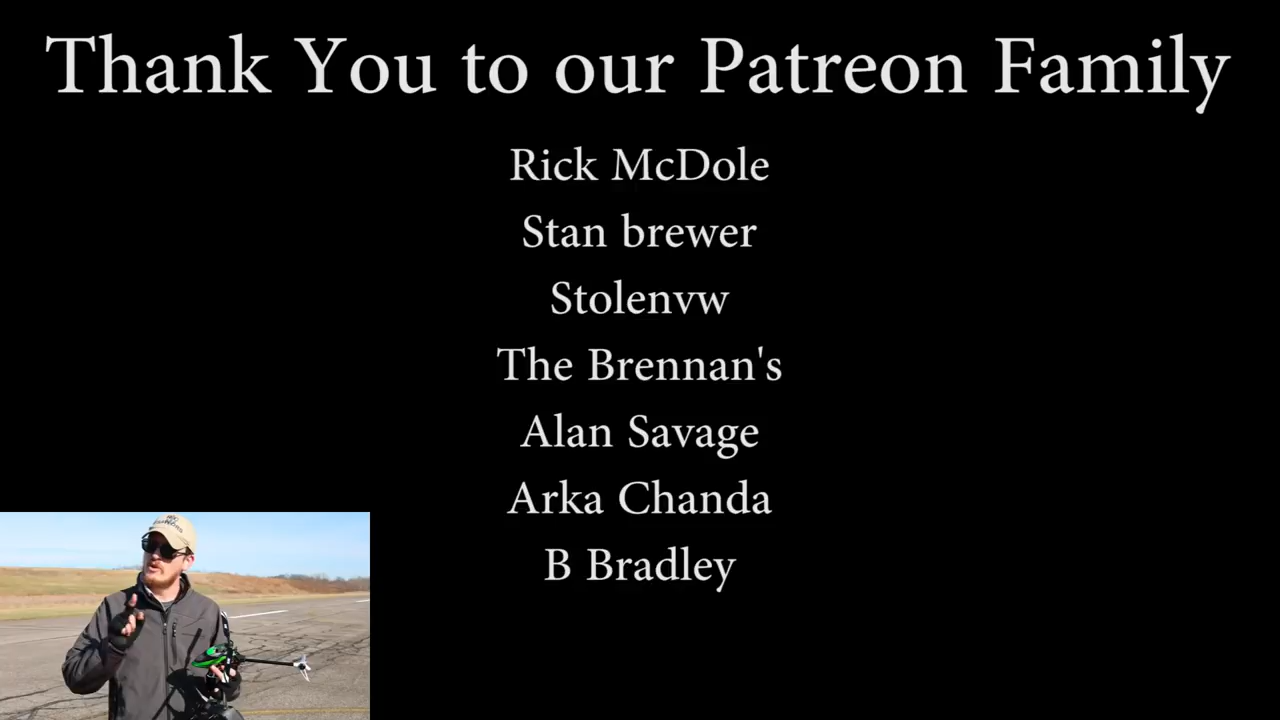 Thank You to our Patreon Family
Rick McDole
Stan brewer
Stolenvw
The Brennan's
Alan Savage
Arka Chanda
B Bradley